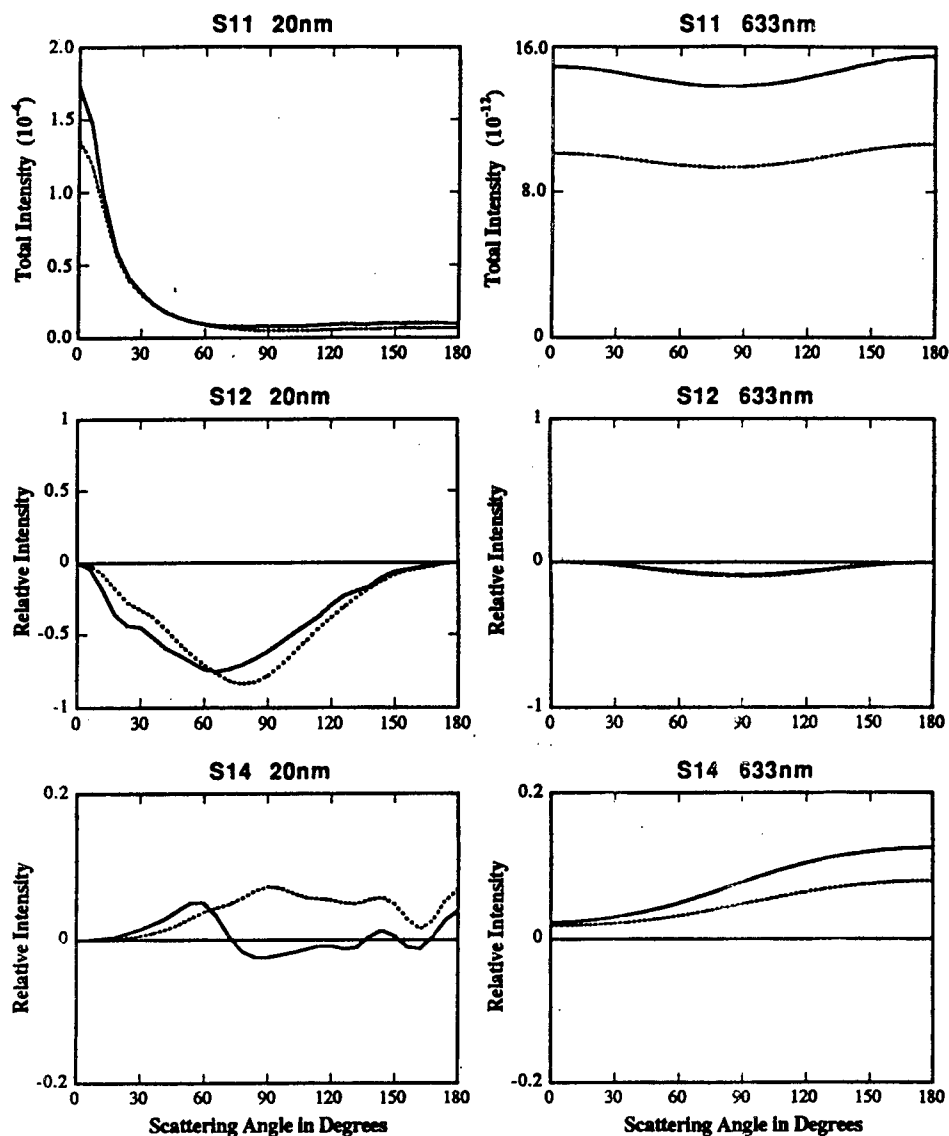 S11 20nm
Total Intensity (10⁻⁴)
2.0
1.5
1.0
0.5
0.0
0 30 60 90 120 150 180
S11 633nm
Total Intensity (10⁻¹²)
16.0
8.0
0
0 30 60 90 120 150 180
S12 20nm
Relative Intensity
1
0.5
0
-0.5
-1
0 30 60 90 120 150 180
S12 633nm
Relative Intensity
1
0
-1
0 30 60 90 120 150 180
S14 20nm
Relative Intensity
0.2
0
-0.2
0 30 60 90 120 150 180
Scattering Angle in Degrees
S14 633nm
Relative Intensity
0.2
0
-0.2
0 30 60 90 120 150 180
Scattering Angle in Degrees